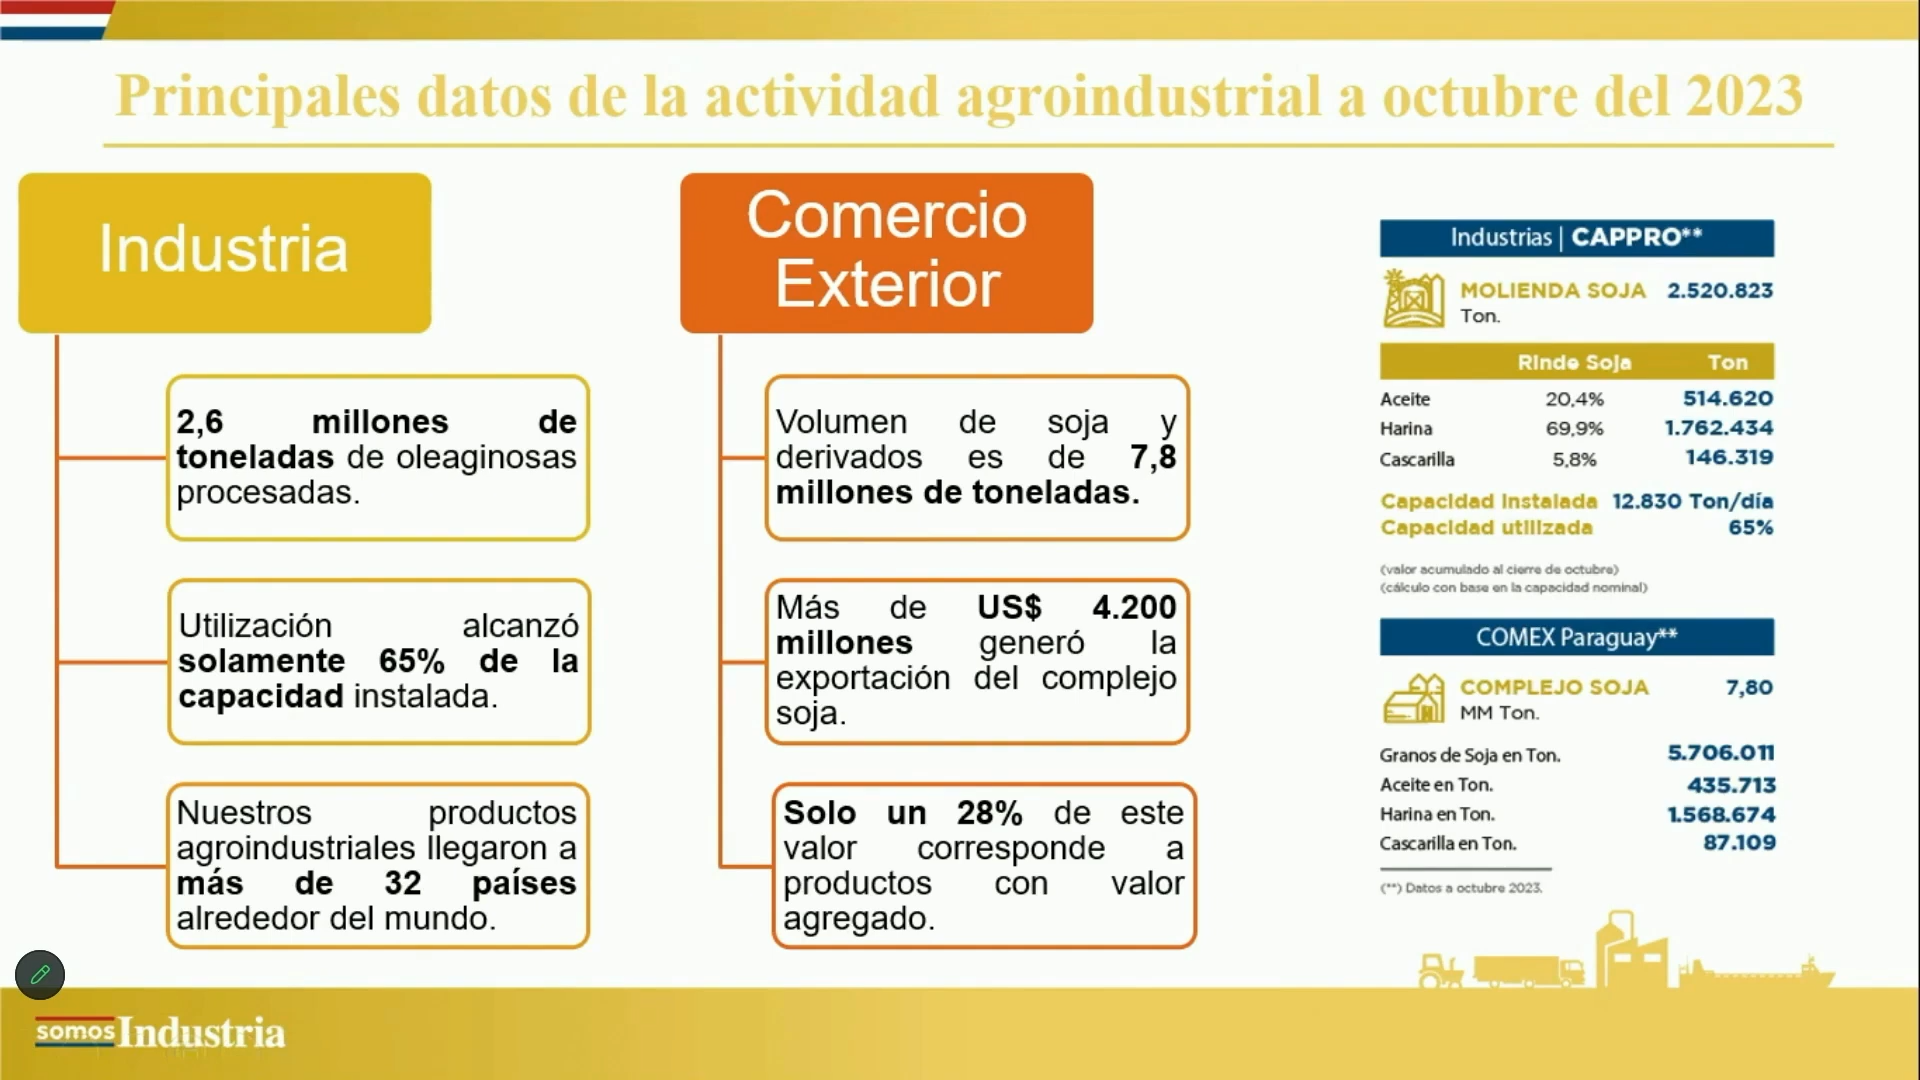 Principales datos de la actividad agroindustrial a octubre del 2023
Industria
2,6 millones de
toneladas de oleaginosas
procesadas.
Utilización alcanzó
solamente 65% de la
capacidad instalada.
Nuestros productos
agroindustriales llegaron a
más de 32 países
alrededor del mundo.
Comercio
Exterior
Volumen de soja y
derivados es de 7,8
millones de toneladas.
Más de US$ 4.200
millones generó la
exportación del complejo
soja.
Solo un 28% de este
valor corresponde a
productos con valor
agregado.
Industrias | CAPPRO**
MOLIENDA SOJA 2.520.823
Ton.
Rinde Soja Ton
Aceite 20,4% 514.620
Harina 69,9% 1.762.434
Cascarilla 5,8% 146.319
Capacidad Instalada 12.830 Ton/día
Capacidad utilizada 65%
(valor acumulado al cierre de octubre)
(cálculo con base en la capacidad nominal)
COMEX Paraguay**
COMPLEJO SOJA 7,80
MM Ton.
Granos de Soja en Ton. 5.706.011
Aceite en Ton. 435.713
Harina en Ton. 1.568.674
Cascarilla en Ton. 87.109
(**) Datos a octubre 2023.
somos Industria